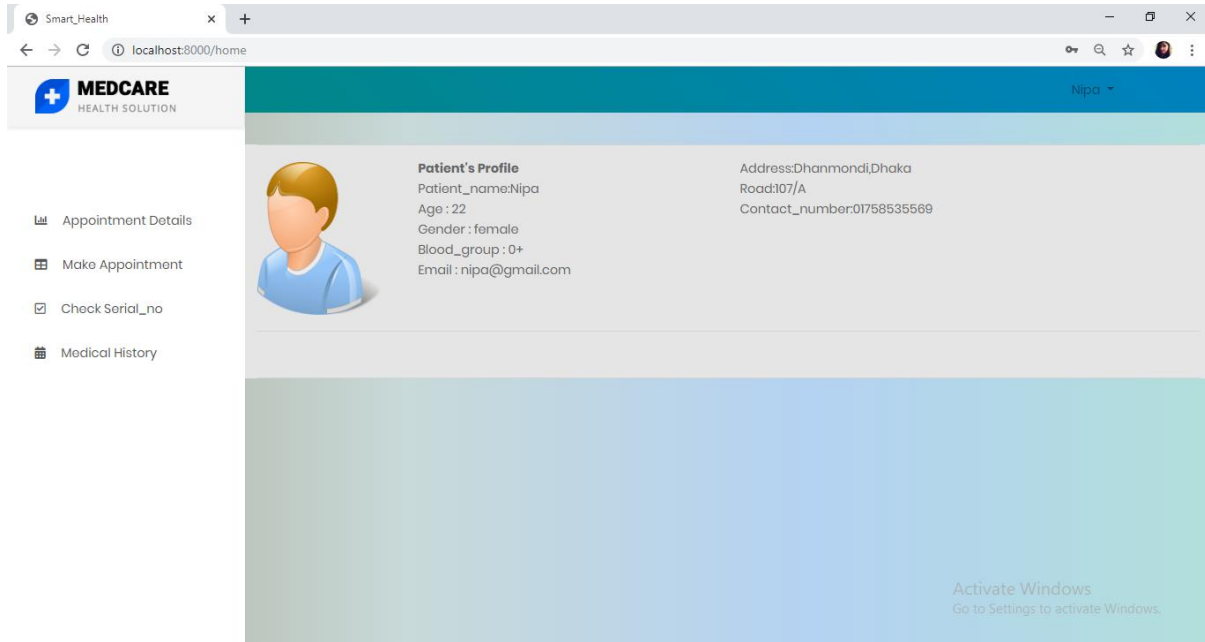 Smart_Health
localhost:8000/home
MEDCARE
HEALTH SOLUTION
Nipa
Appointment Details
Make Appointment
Check Serial_no
Medical History
Patient's Profile
Patient_name:Nipa
Age : 22
Gender : female
Blood_group : 0+
Email : nipa@gmail.com
Address:Dhanmondi,Dhaka
Road:107/A
Contact_number:01758535569
Activate Windows
Go to Settings to activate Windows.